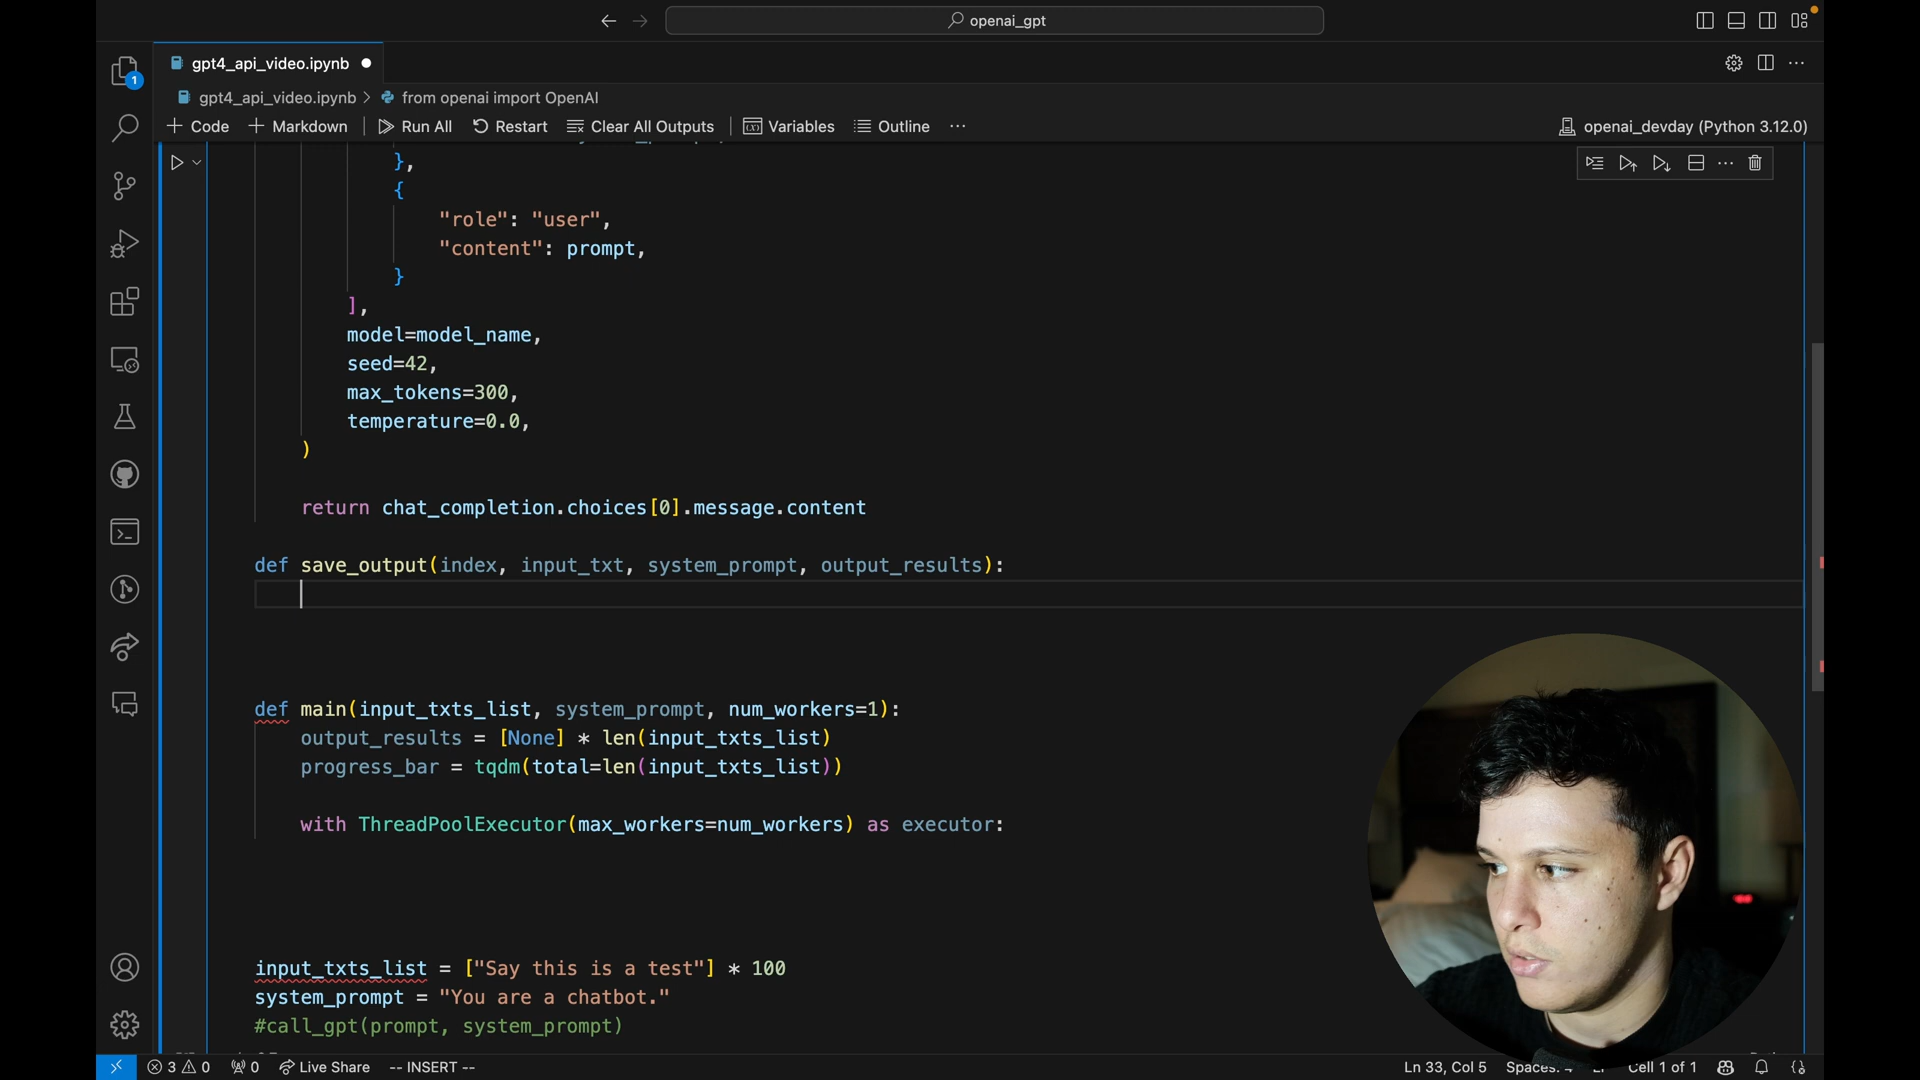 openai_gpt
gpt4_api_video.ipynb
gpt4_api_video.ipynb > from openai import OpenAI
+ Code + Markdown Run All Restart Clear All Outputs Variables Outline ...
openai_devday (Python 3.12.0)
1
},
{
"role": "user",
"content": prompt,
}
],
model=model_name,
seed=42,
max_tokens=300,
temperature=0.0,
)
return chat_completion.choices[0].message.content
def save_output(index, input_txt, system_prompt, output_results):
def main(input_txts_list, system_prompt, num_workers=1):
output_results = [None] * len(input_txts_list)
progress_bar = tqdm(total=len(input_txts_list))
with ThreadPoolExecutor(max_workers=num_workers) as executor:
input_txts_list = ["Say this is a test"] * 100
system_prompt = "You are a chatbot."
#call_gpt(prompt, system_prompt)
3 0 0 Live Share -- INSERT -- Ln 33, Col 5 Spaces: 4 Cell 1 of 1